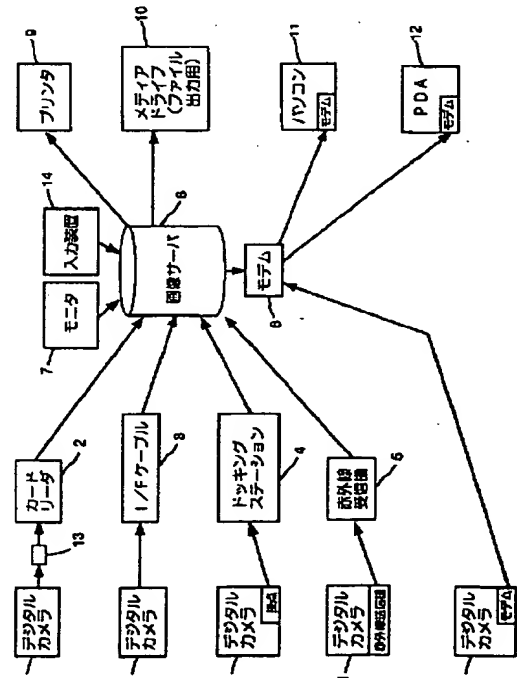 9
プリンタ
10
メディア
ドライブ
(ファイル
出力用)
11
パソコン
モデム
12
PDA
モデム
14
入力装置
7
モニタ
6
画像サーバ
8
モデム
2
カード
リーダ
13
デジタル
カメラ
I/Fケーブル
デジタル
カメラ
4
ドッキング
ステーション
デジタル
カメラ
接点
5
赤外線
受信機
デジタル
カメラ
赤外線送信機
デジタル
カメラ
モデム